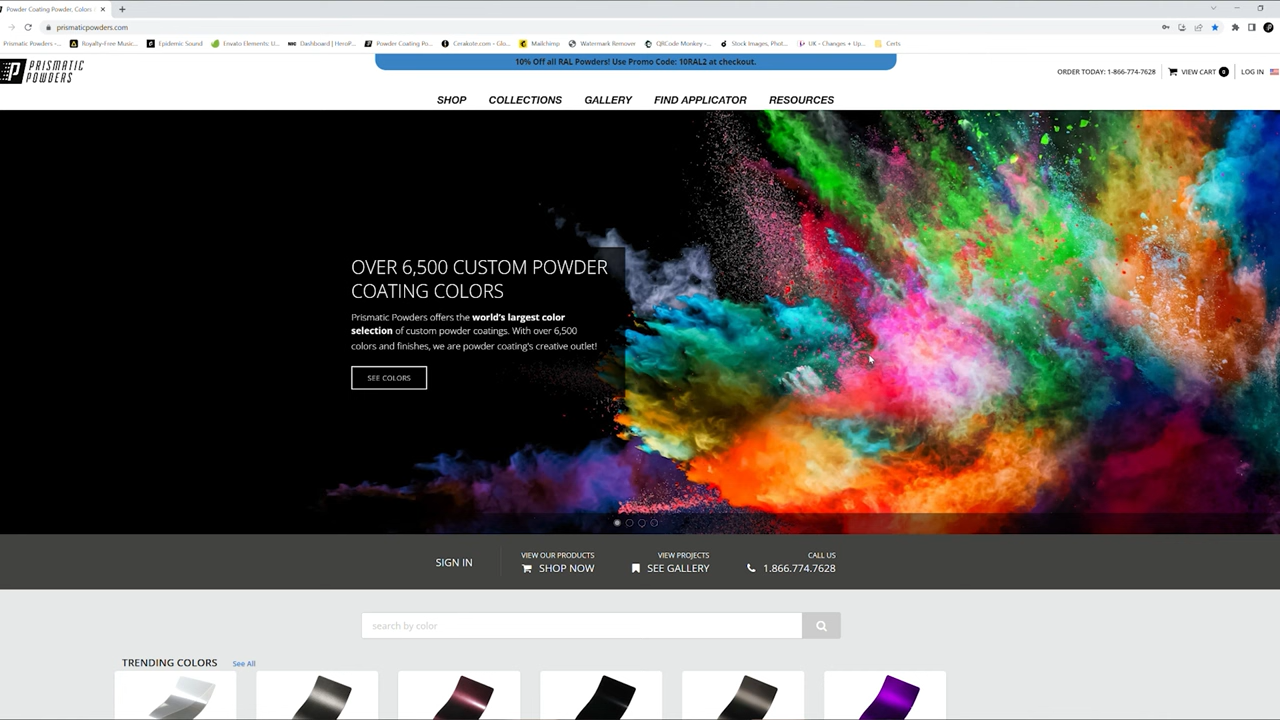 Powder Coating Powder, Colors
prismaticpowders.com
Prismatic Powders -...
Royalty-Free Music...
Epidemic Sound
Envato Elements: U...
Dashboard | HeroP...
Powder Coating Po...
Cerakote.com - Glo...
Mailchimp
Watermark Remover
QRCode Monkey -...
Stock Images, Phot...
UK - Changes + Up...
Certs
10% Off all RAL Powders! Use Promo Code: 10RAL2 at checkout.
PRISMATIC
POWDERS
ORDER TODAY: 1-866-774-7628
VIEW CART 0
LOG IN
SHOP COLLECTIONS GALLERY FIND APPLICATOR RESOURCES
OVER 6,500 CUSTOM POWDER
COATING COLORS
Prismatic Powders offers the world's largest color
selection of custom powder coatings. With over 6,500
colors and finishes, we are powder coating's creative outlet!
SEE COLORS
SIGN IN
VIEW OUR PRODUCTS
SHOP NOW
VIEW PROJECTS
SEE GALLERY
CALL US
1.866.774.7628
search by color
TRENDING COLORS See All